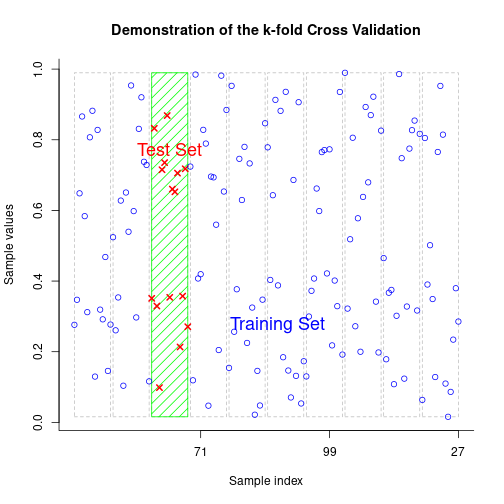 Demonstration of the k-fold Cross Validation
1.0
0.8
0.6
0.4
0.2
0.0
Sample values
Test Set
Training Set
71
99
27
Sample index